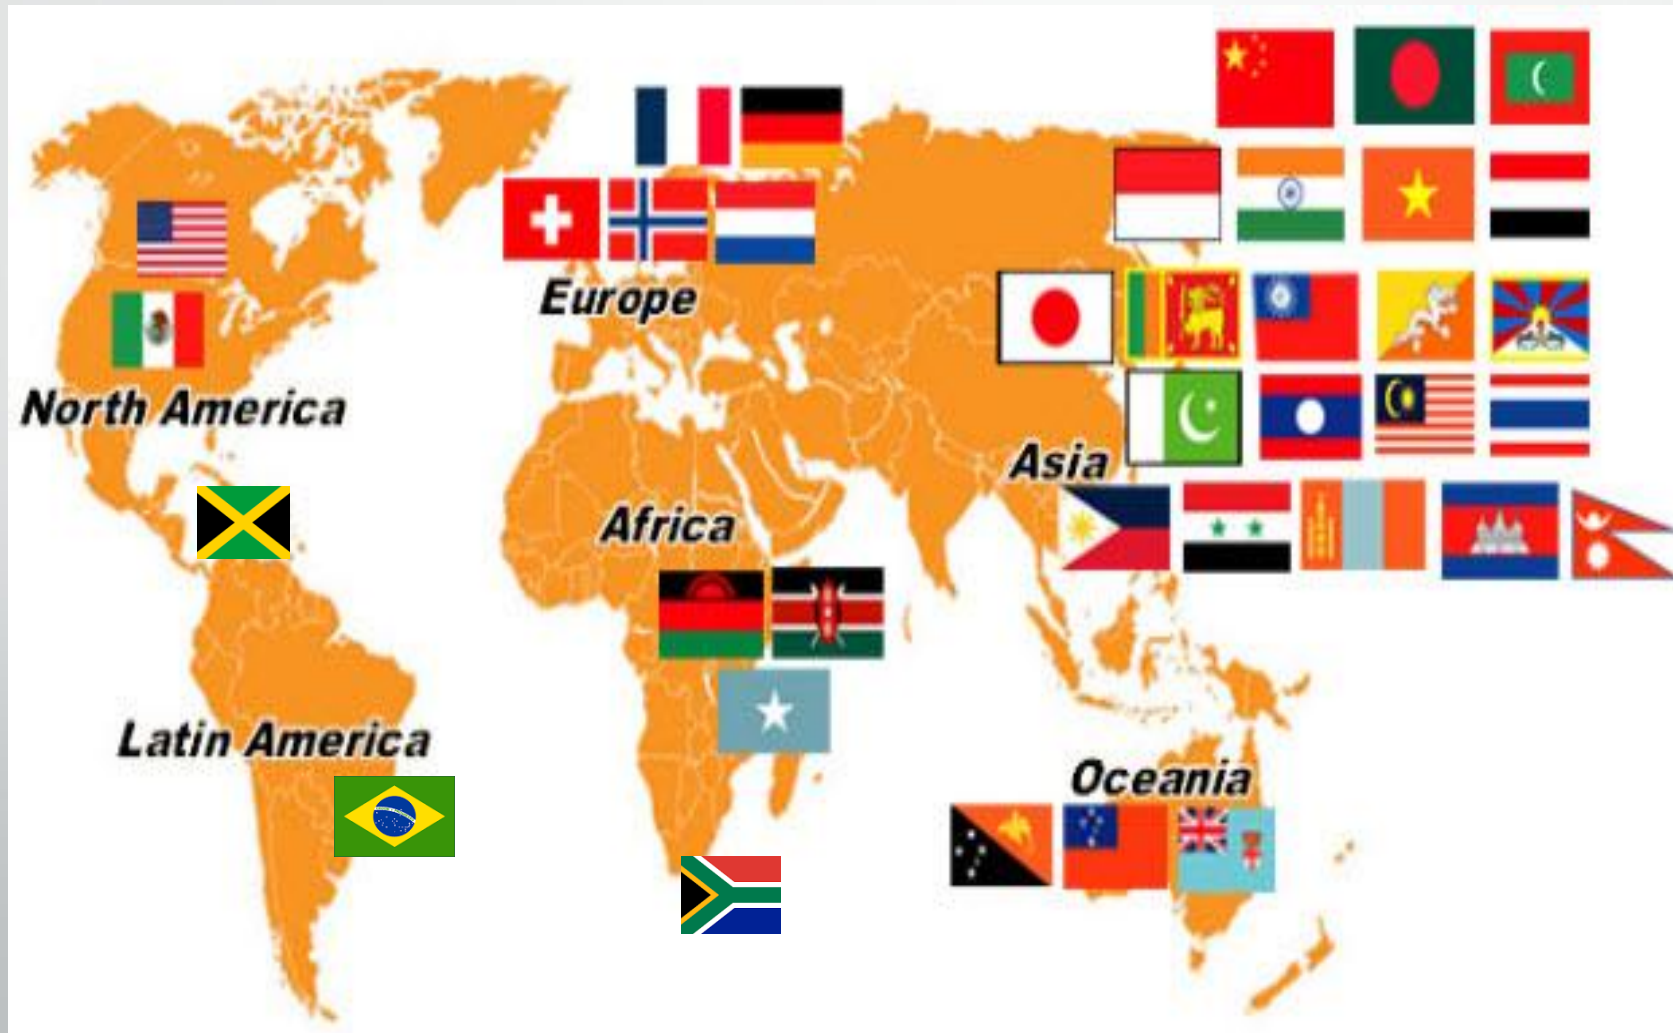 Europe
North America
Asia
Africa
Latin America
Oceania